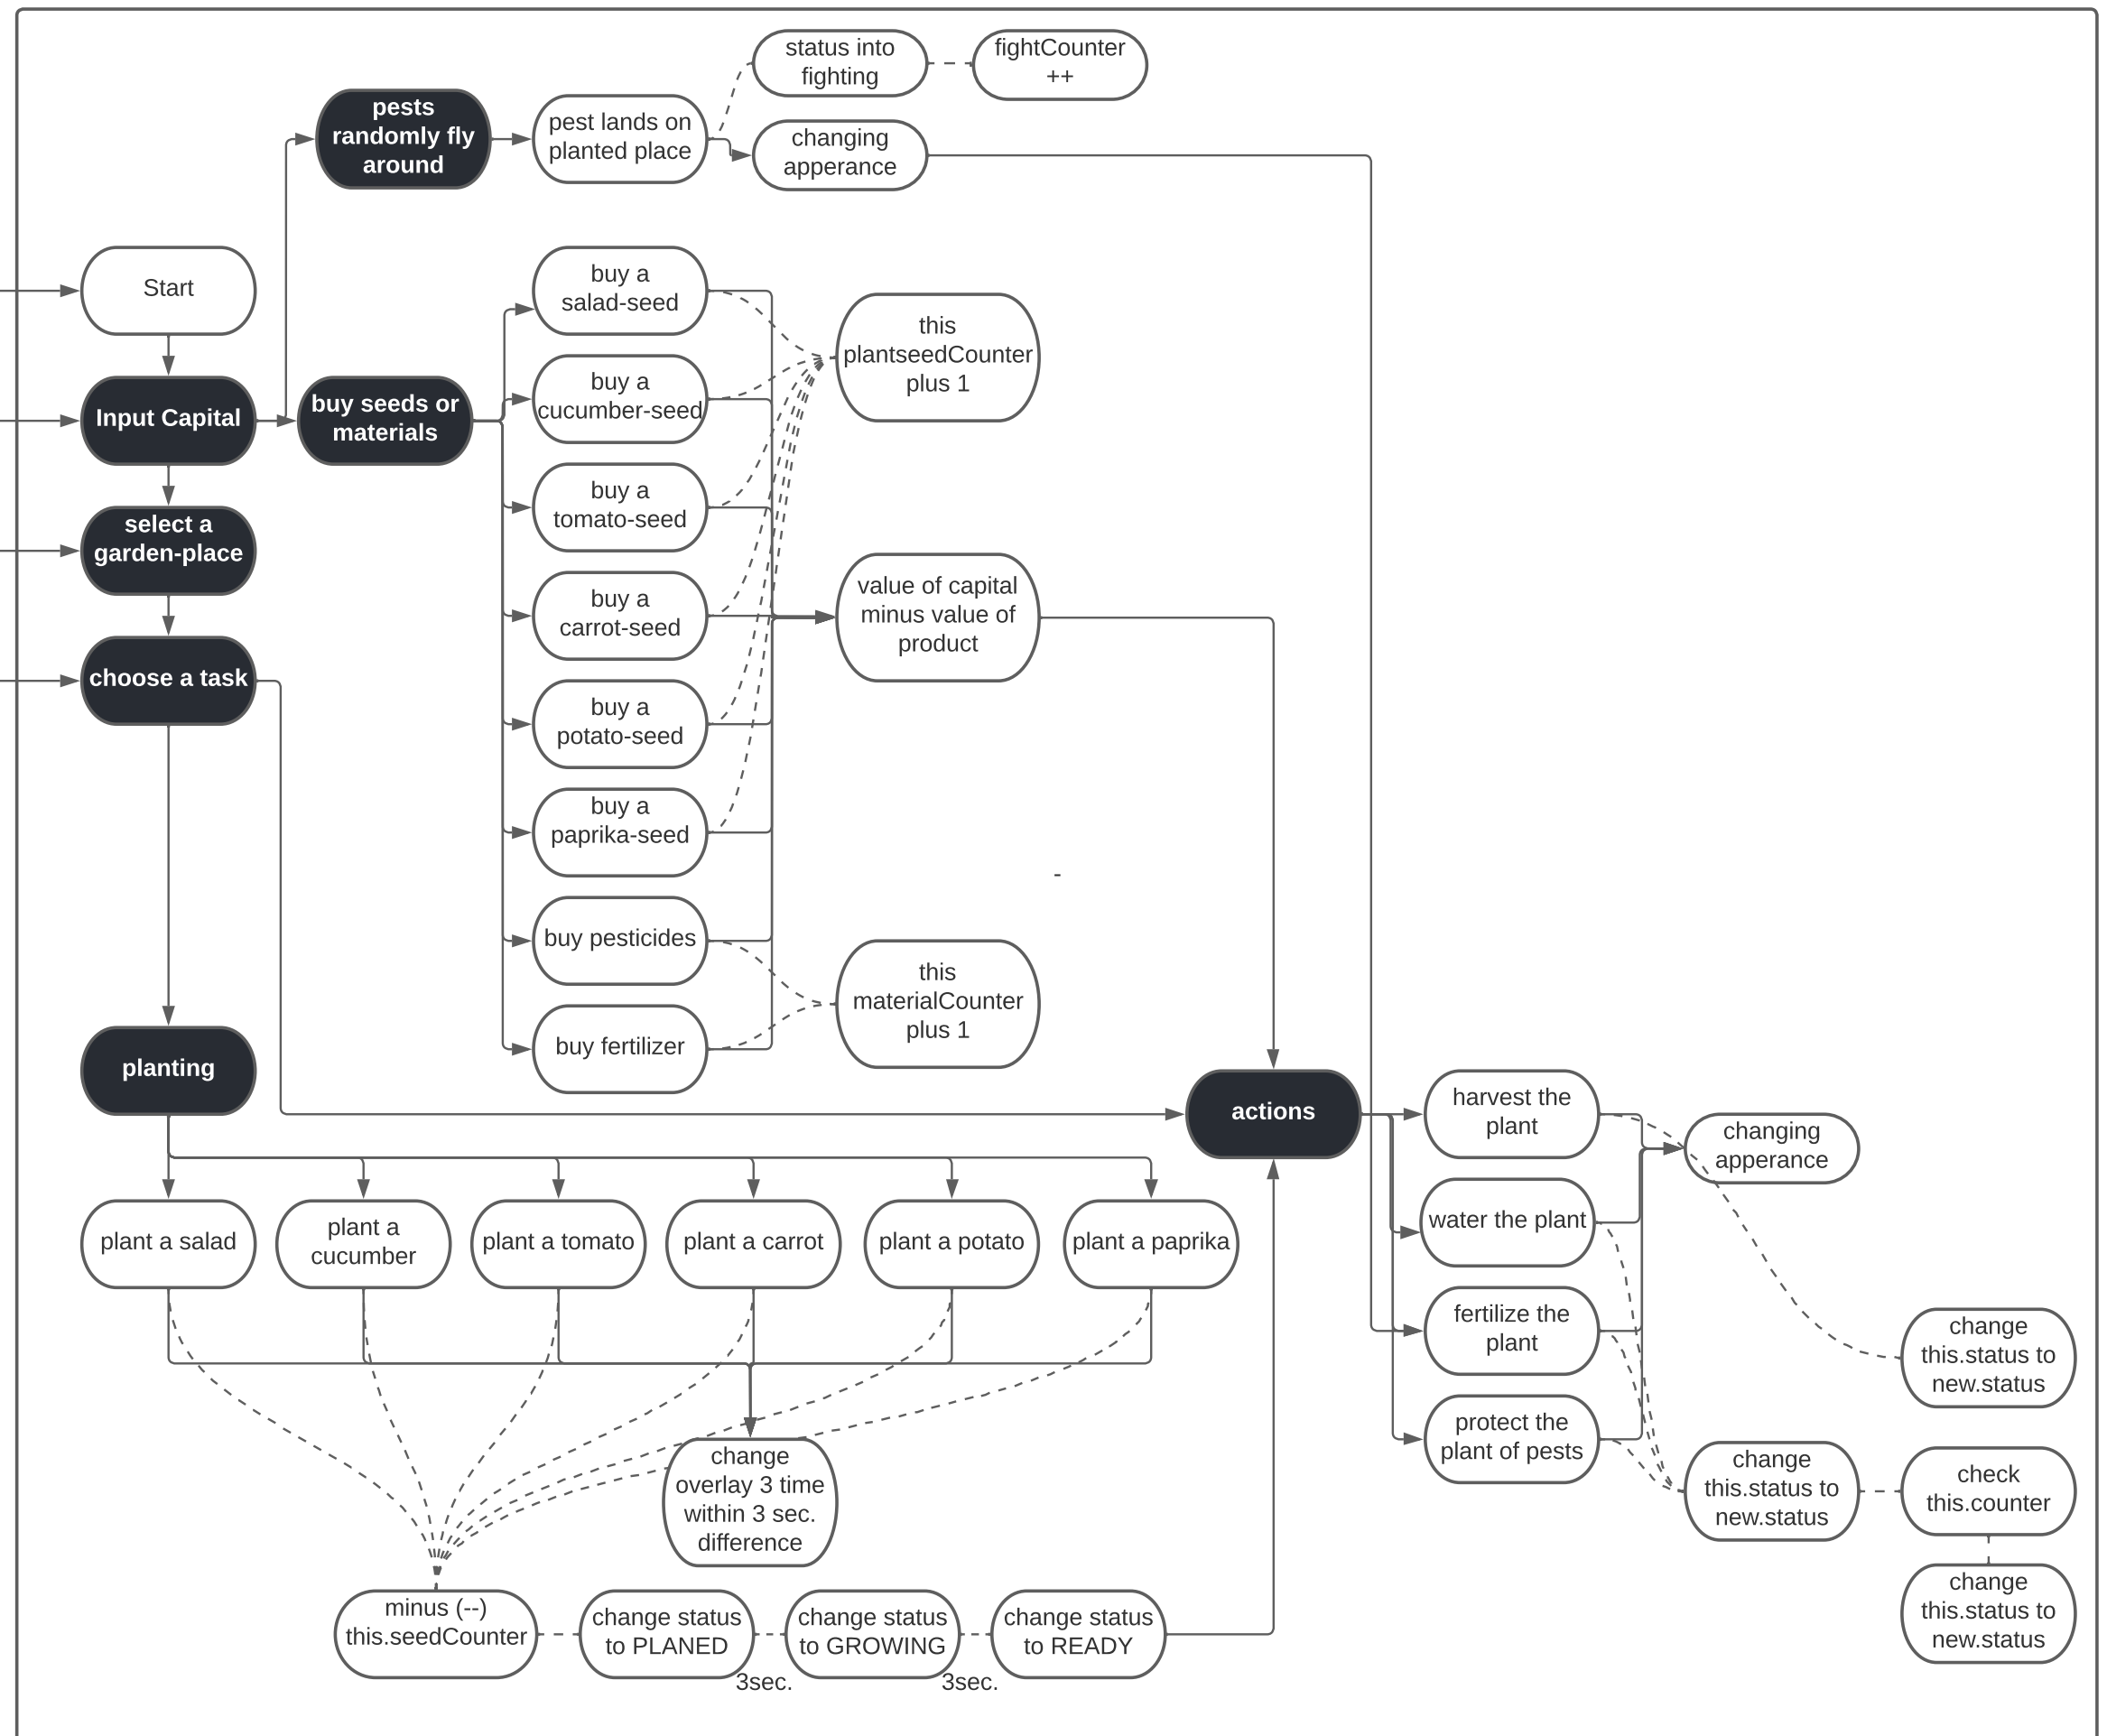 status into
fighting
fightCounter
++
pests
randomly fly
around
pest lands on
planted place
changing
apperance
Start
buy a
salad-seed
this
plantseedCounter
plus 1
Input Capital
buy seeds or
materials
buy a
cucumber-seed
select a
garden-place
buy a
tomato-seed
choose a task
buy a
carrot-seed
value of capital
minus value of
product
buy a
potato-seed
buy a
paprika-seed
-
buy pesticides
this
materialCounter
plus 1
buy fertilizer
planting
actions
harvest the
plant
changing
apperance
water the plant
fertilize the
plant
protect the
plant of pests
change
this.status to
new.status
change
this.status to
new.status
check
this.counter
change
this.status to
new.status
plant a salad
plant a
cucumber
plant a tomato
plant a carrot
plant a potato
plant a paprika
change
overlay 3 time
within 3 sec.
difference
minus (--)
this.seedCounter
change status
to PLANED
3sec.
change status
to GROWING
3sec.
change status
to READY